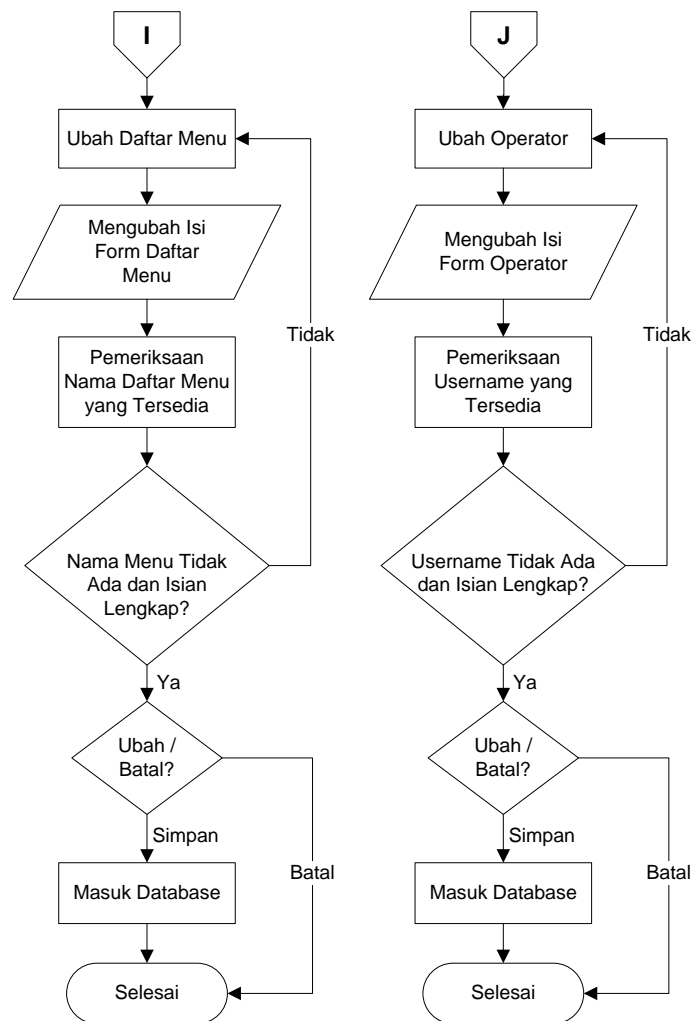 I
Ubah Daftar Menu
Mengubah Isi
Form Daftar
Menu
Tidak
Pemeriksaan
Nama Daftar Menu
yang Tersedia
Nama Menu Tidak
Ada dan Isian
Lengkap?
Ya
Ubah /
Batal?
Simpan
Batal
Masuk Database
Selesai
J
Ubah Operator
Mengubah Isi
Form Operator
Tidak
Pemeriksaan
Username yang
Tersedia
Username Tidak Ada
dan Isian Lengkap?
Ya
Ubah /
Batal?
Simpan
Batal
Masuk Database
Selesai